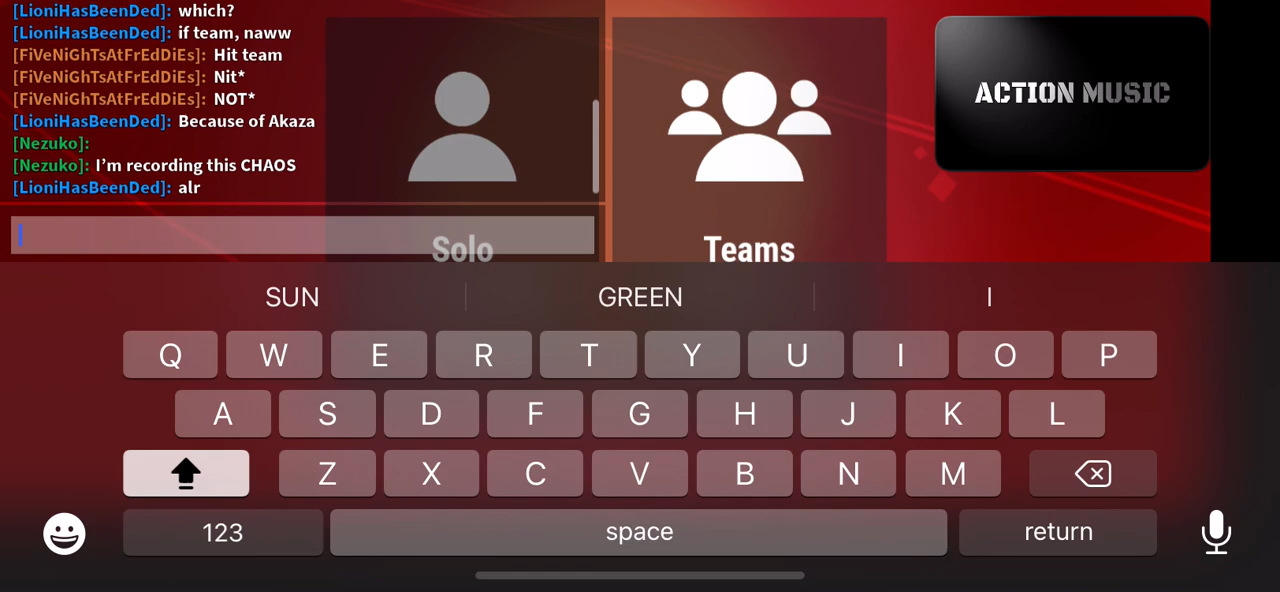 [LioniHasBeenDed]: which?
[LioniHasBeenDed]: if team, naww
[FiVeNiGhTsAtFrEdDiEs]: Hit team
[FiVeNiGhTsAtFrEdDiEs]: Nit*
[FiVeNiGhTsAtFrEdDiEs]: NOT*
[LioniHasBeenDed]: Because of Akaza
[Nezuko]:
[Nezuko]: I'm recording this CHAOS
[LioniHasBeenDed]: alr
Solo
Teams
ACTION MUSIC
SUN GREEN I
Q W E R T Y U I O P
A S D F G H J K L
Z X C V B N M
123 space return